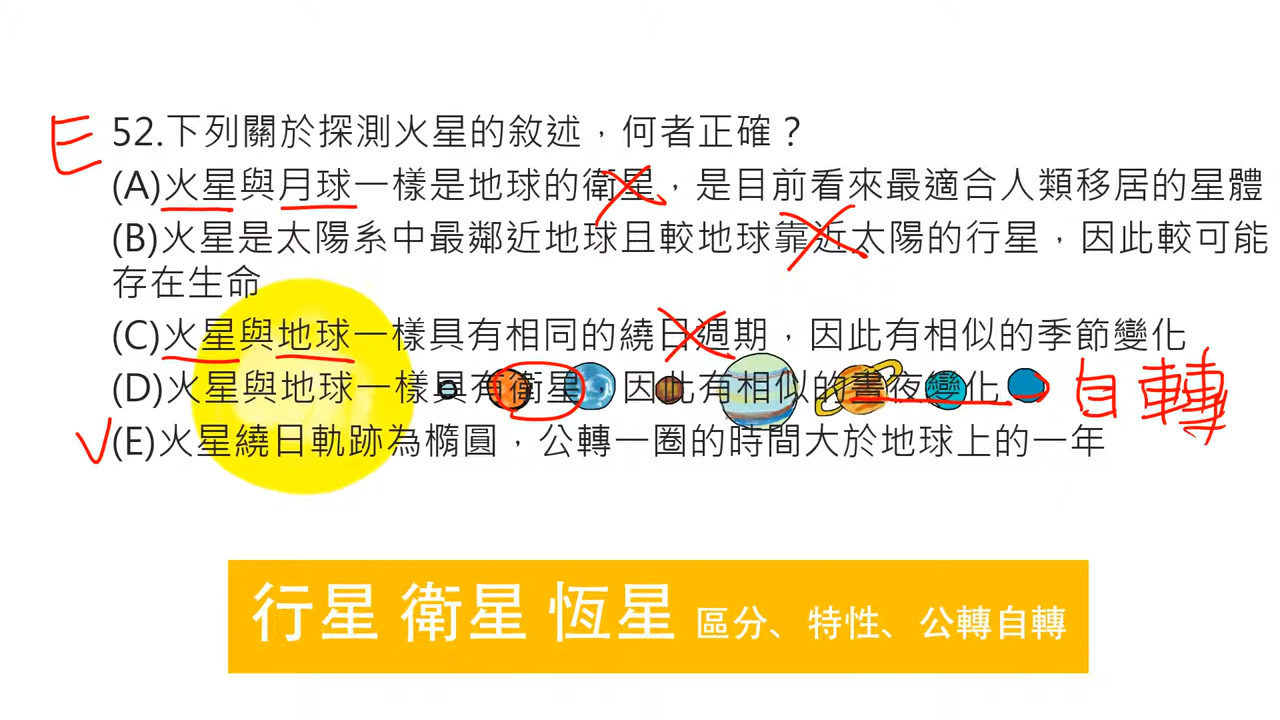 E 52.下列關於探測火星的敘述，何者正確？
(A)火星與月球一樣是地球的衛星，是目前看來最適合人類移居的星體
(B)火星是太陽系中最鄰近地球且較地球靠近太陽的行星，因此較可能
存在生命
(C)火星與地球一樣具有相同的繞日週期，因此有相似的季節變化
(D)火星與地球一樣具有衛星，因此有相似的晝夜變化 自轉
(E)火星繞日軌跡為橢圓，公轉一圈的時間大於地球上的一年
行星 衛星 恆星 區分、特性、公轉自轉